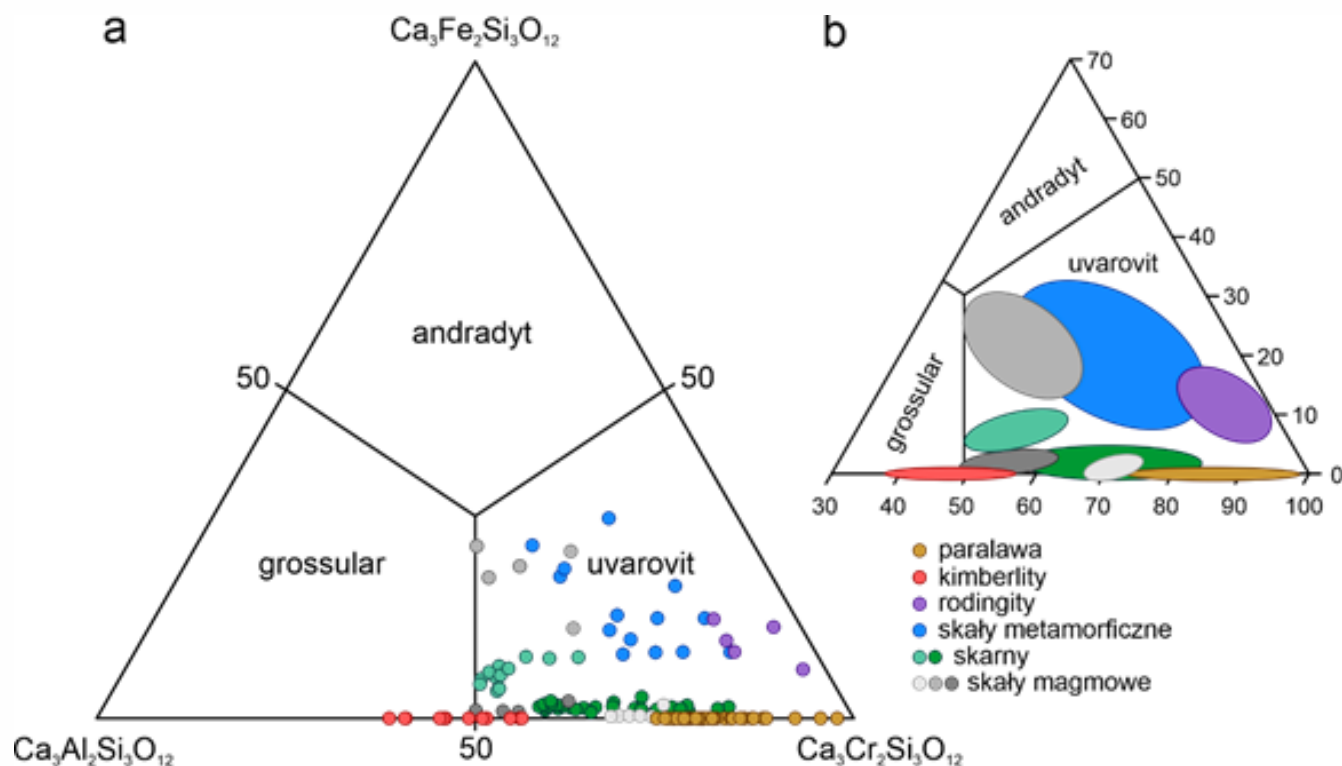 a
Ca₃Fe₂Si₃O₁₂
andradyt
50
50
grossular
uvarovit
Ca₃Al₂Si₃O₁₂
50
Ca₃Cr₂Si₃O₁₂
b
70
60
50
40
30
20
10
0
andradyt
uvarovit
grossular
30 40 50 60 70 80 90 100
paralawa
kimberlity
rodingity
skały metamorficzne
skarny
skały magmowe